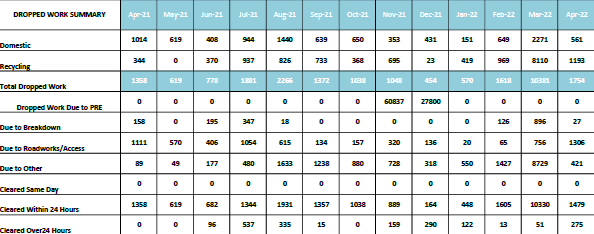 DROPPED WORK SUMMARY Apr-21 May-21 Jun-21 Jul-21 Aug-21 Sep-21 Oct-21 Nov-21 Dec-21 Jan-22 Feb-22 Mar-22 Apr-22
Domestic 1014 619 408 944 1440 639 650 353 431 151 649 2271 561
Recycling 344 0 370 937 826 733 368 695 23 419 969 8110 1193
Total Dropped Work 1358 619 778 1881 2266 1372 1038 1048 454 570 1618 10381 1754
Dropped Work Due to PRE 0 0 0 0 0 0 0 60837 27800 0 0 0 0
Due to Breakdown 158 0 195 347 18 0 0 0 0 0 126 896 27
Due to Roadworks/Access 1111 570 406 1054 615 134 157 320 136 20 65 756 1306
Due to Other 89 49 177 480 1633 1238 880 728 318 550 1427 8729 421
Cleared Same Day 0 0 0 0 0 0 0 0 0 0 0 0 0
Cleared Within 24 Hours 1358 619 682 1344 1931 1357 1038 889 164 448 1605 10330 1479
Cleared Over24 Hours 0 0 96 537 335 15 0 159 290 122 13 51 275